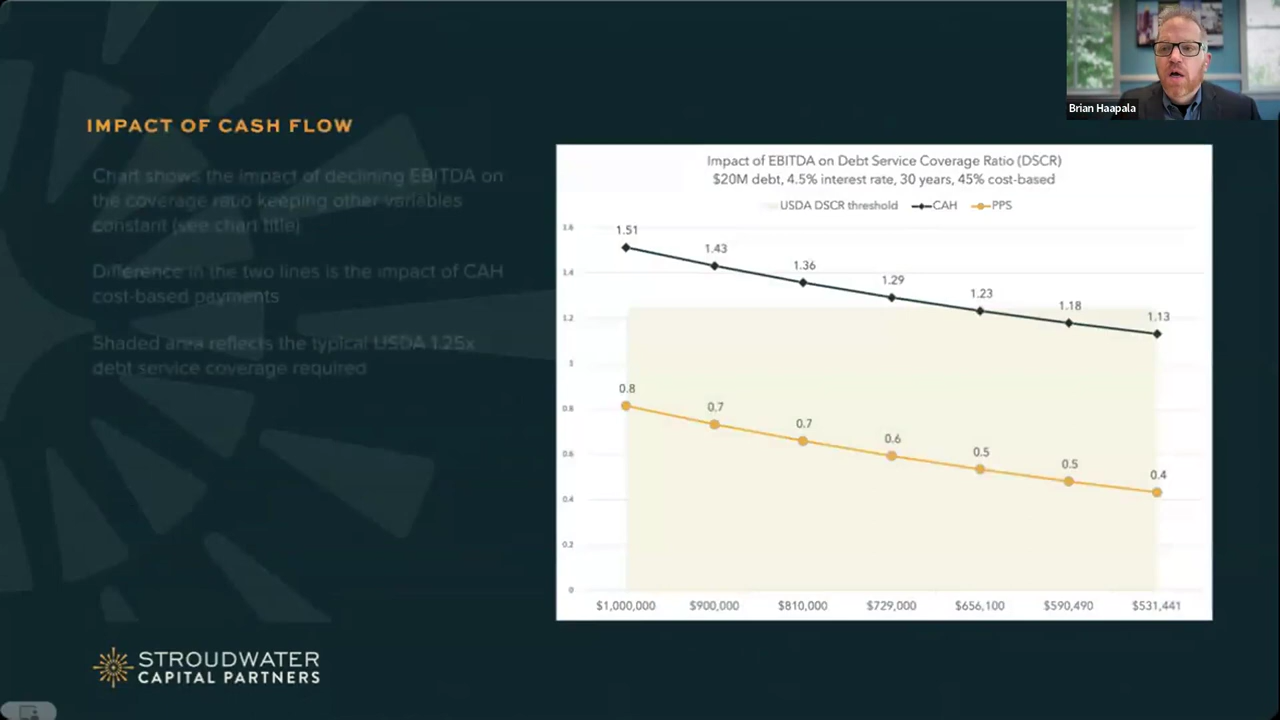 Brian Haapala
IMPACT OF CASH FLOW
Chart shows the impact of declining EBITDA on
the coverage ratio keeping other variables
constant (see chart title)
Difference in the two lines is the impact of CAH
cost-based payments
Shaded area reflects the typical USDA 1.25x
debt service coverage required
Impact of EBITDA on Debt Service Coverage Ratio (DSCR)
$20M debt, 4.5% interest rate, 30 years, 45% cost-based
USDA DSCR threshold CAH PPS
1.6
1.4
1.2
1
0.8
0.6
0.4
0.2
0
1.51 1.43 1.36 1.29 1.23 1.18 1.13
0.8 0.7 0.7 0.6 0.5 0.5 0.4
$1,000,000 $900,000 $810,000 $729,000 $656,100 $590,490 $531,441
STROUDWATER
CAPITAL PARTNERS